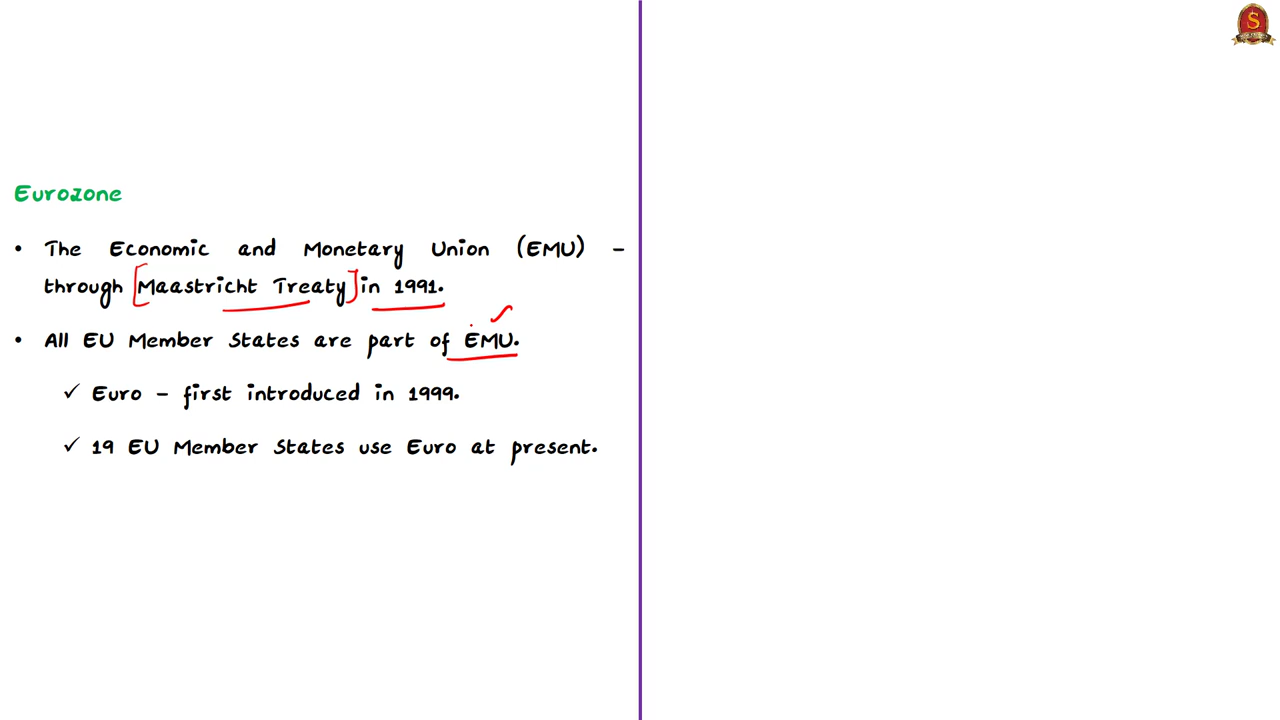 Eurozone
• The Economic and Monetary Union (EMU) –
through [Maastricht Treaty] in 1991.
• All EU Member States are part of EMU.
✓ Euro – first introduced in 1999.
✓ 19 EU Member States use Euro at present.
S